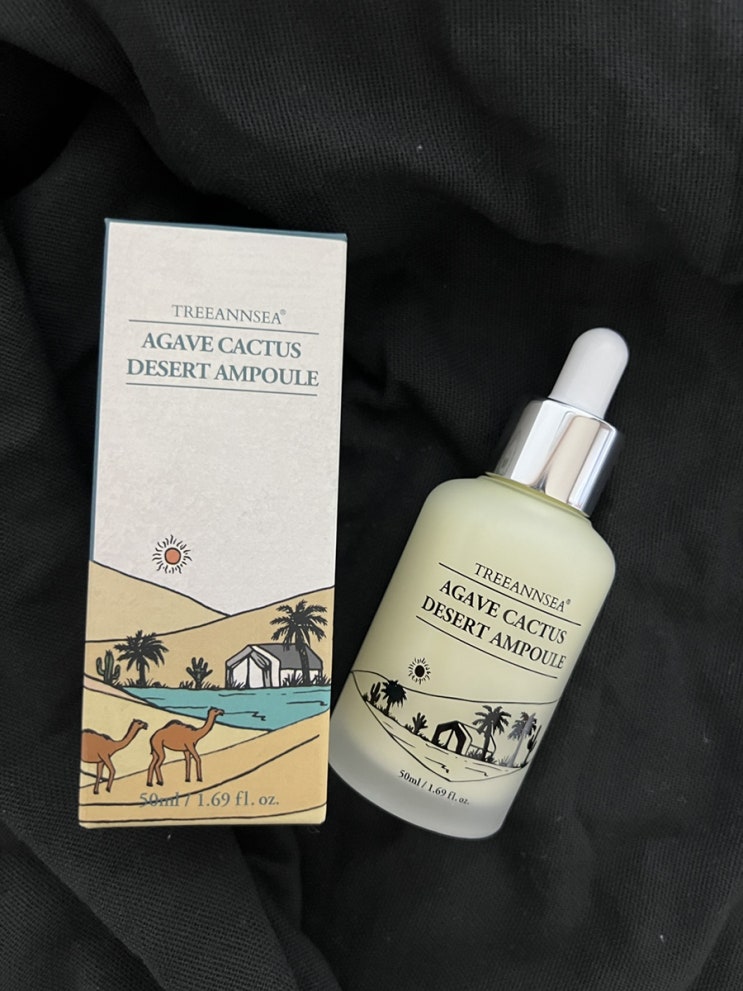 TREEANNSEA®
AGAVE CACTUS
DESERT AMPOULE
50ml / 1.69 fl. oz.
TREEANNSEA®
AGAVE CACTUS
DESERT AMPOULE
50ml / 1.69 fl. oz.